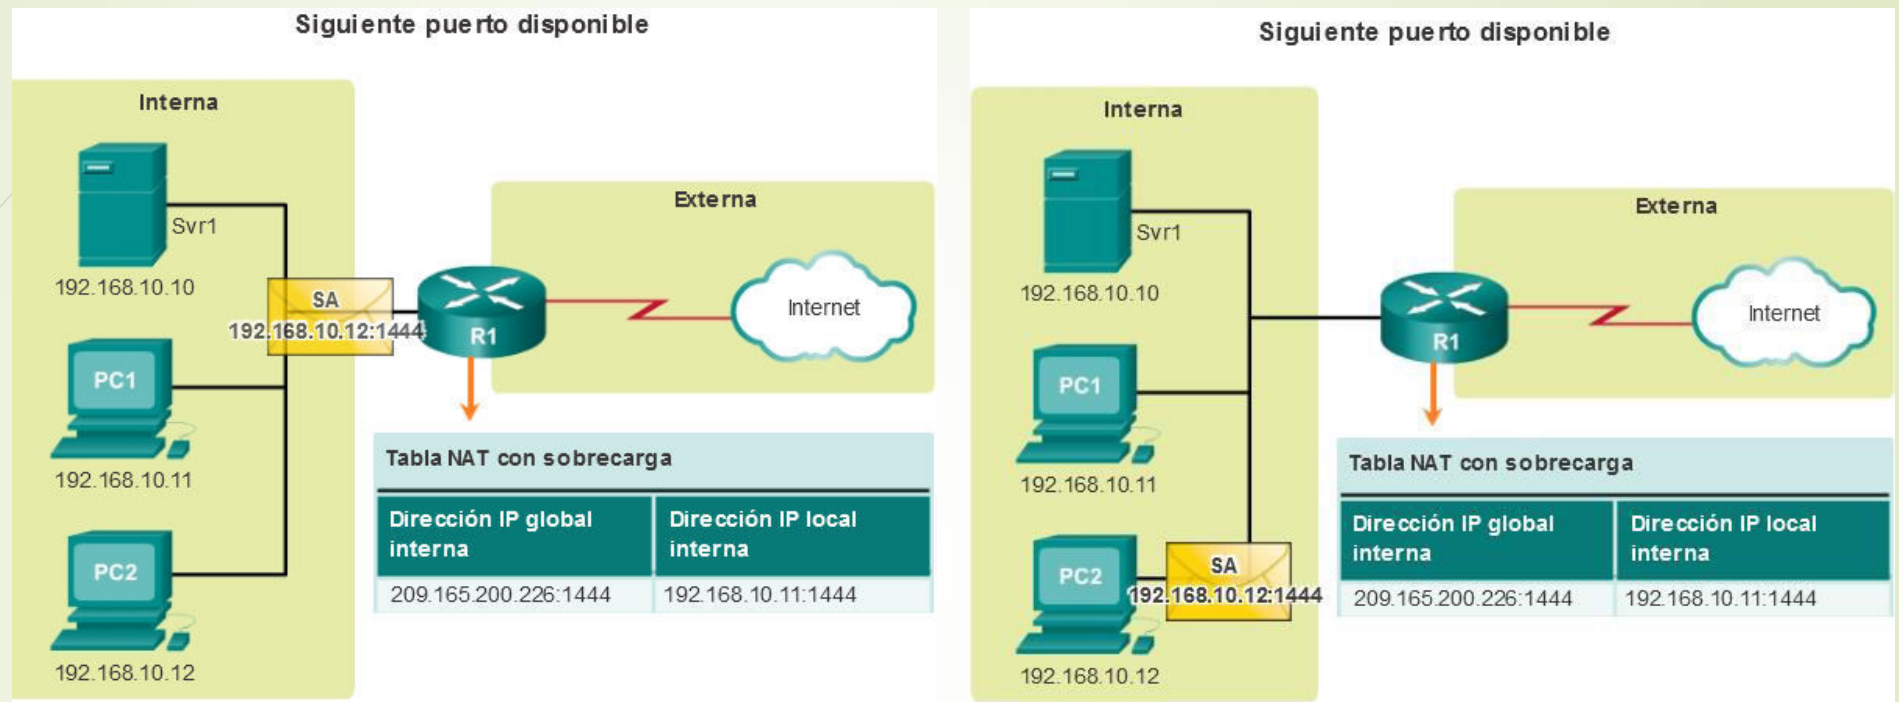 Siguiente puerto disponible
Interna
Externa
Svr1
192.168.10.10
SA
192.168.10.12:1444
R1
Internet
PC1
192.168.10.11
PC2
192.168.10.12
Tabla NAT con sobrecarga
Dirección IP global interna
Dirección IP local interna
209.165.200.226:1444
192.168.10.11:1444
Siguiente puerto disponible
Interna
Externa
Svr1
192.168.10.10
R1
Internet
PC1
192.168.10.11
PC2
SA
192.168.10.12:1444
192.168.10.12
Tabla NAT con sobrecarga
Dirección IP global interna
Dirección IP local interna
209.165.200.226:1444
192.168.10.11:1444